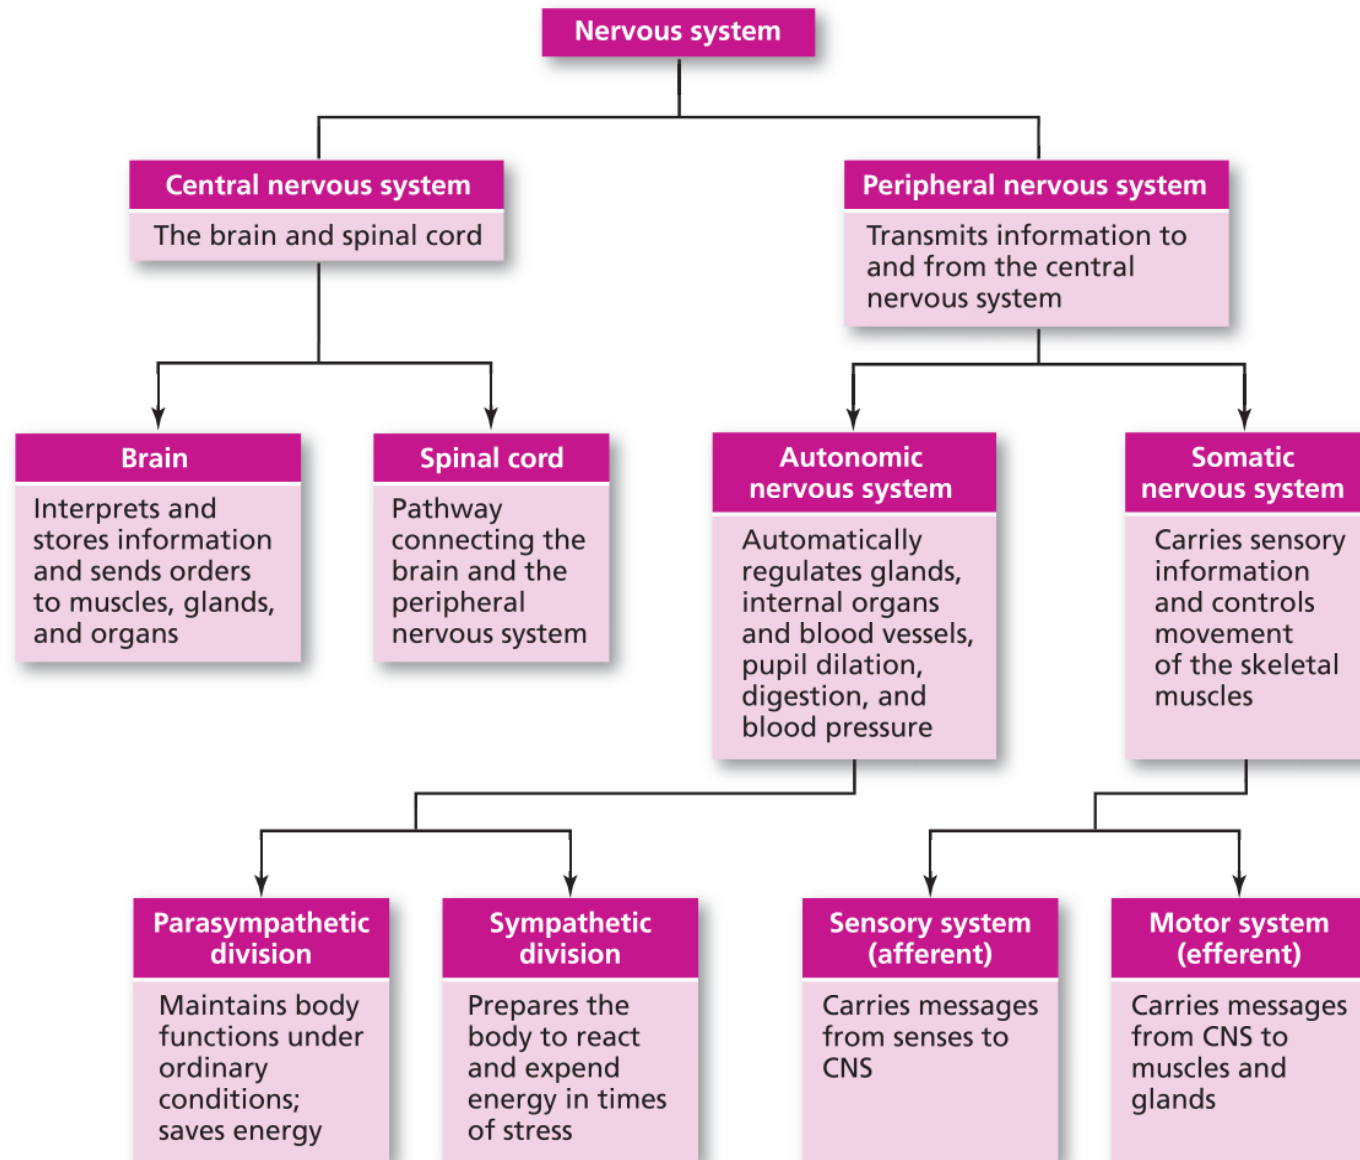 Nervous system
Central nervous system
The brain and spinal cord
Peripheral nervous system
Transmits information to
and from the central
nervous system
Brain
Interprets and
stores information
and sends orders
to muscles, glands,
and organs
Spinal cord
Pathway
connecting the
brain and the
peripheral
nervous system
Autonomic
nervous system
Automatically
regulates glands,
internal organs
and blood vessels,
pupil dilation,
digestion, and
blood pressure
Somatic
nervous system
Carries sensory
information
and controls
movement
of the skeletal
muscles
Parasympathetic
division
Maintains body
functions under
ordinary
conditions;
saves energy
Sympathetic
division
Prepares the
body to react
and expend
energy in times
of stress
Sensory system
(afferent)
Carries messages
from senses to
CNS
Motor system
(efferent)
Carries messages
from CNS to
muscles and
glands